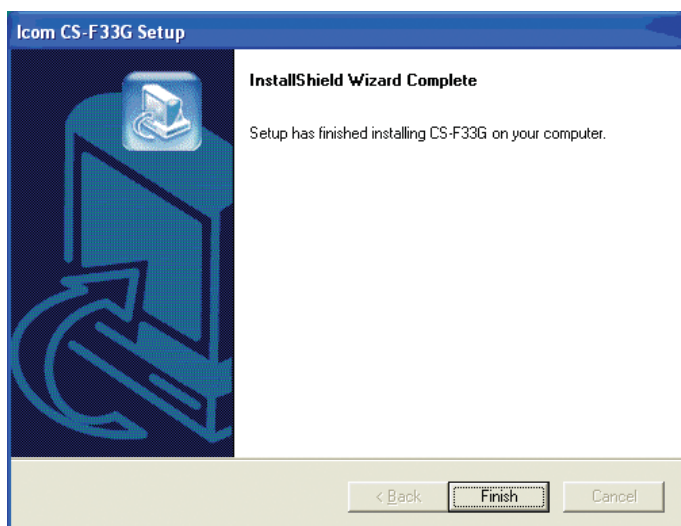 Icom CS-F33G Setup
InstallShield Wizard Complete
Setup has finished installing CS-F33G on your computer.
< Back Finish Cancel